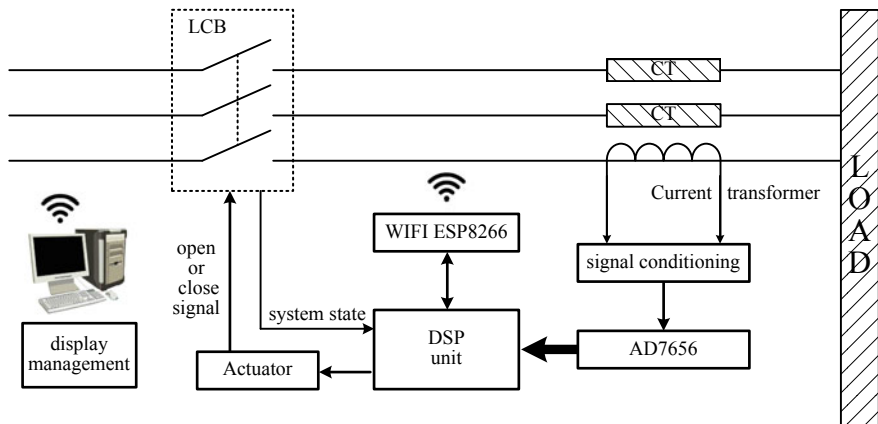 LCB
CT
CT
Current transformer
LOAD
WIFI ESP8266
signal conditioning
open
or
close
signal
system state
DSP
unit
AD7656
Actuator
display
management